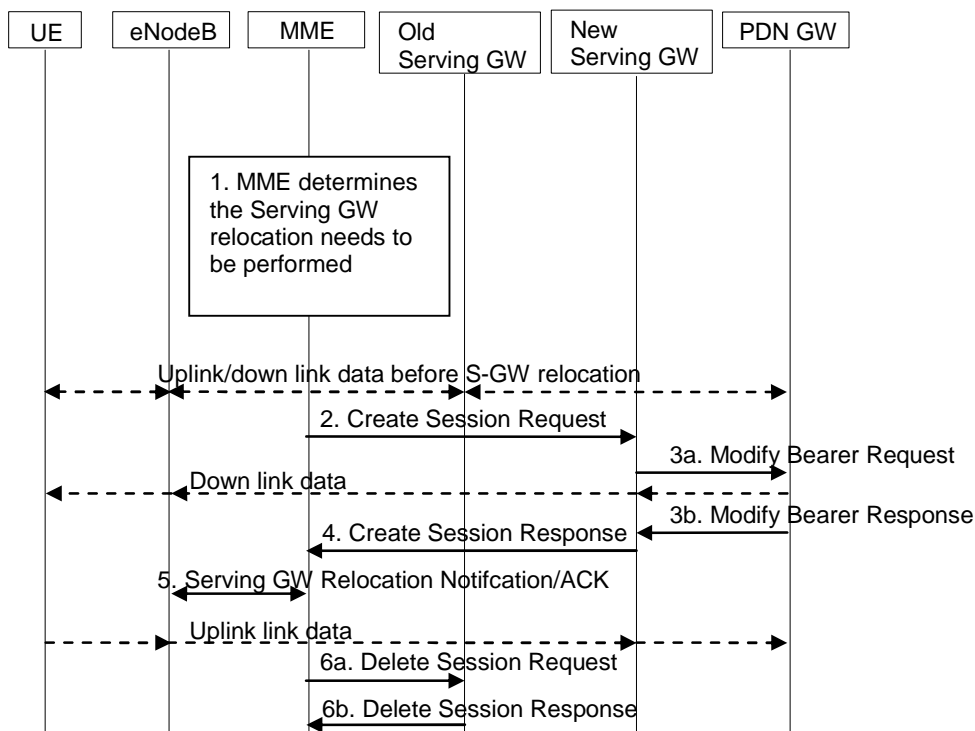 UE
eNodeB
MME
Old
Serving GW
New
Serving GW
PDN GW
1. MME determines
the Serving GW
relocation needs to
be performed
Uplink/down link data before S-GW relocation
2. Create Session Request
3a. Modify Bearer Request
Down link data
3b. Modify Bearer Response
4. Create Session Response
5. Serving GW Relocation Notifcation/ACK
Uplink link data
6a. Delete Session Request
6b. Delete Session Response